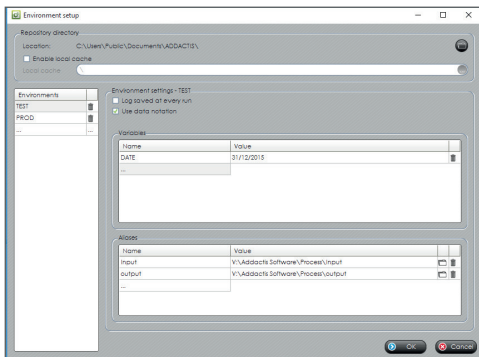 Environment setup
Repository directory
Location: C:\Users\Public\Documents\ADDACTIS\
Enable local cache
Local cache \
Environments
TEST
PROD
... ...
Environment settings - TEST
Log saved at every run
Use data notation
Variables
Name Value
DATE 31/12/2015
...
Aliases
Name Value
Input V:\Addactis Software\Process\Input
output V:\Addactis Software\Process\output
...
OK Cancel